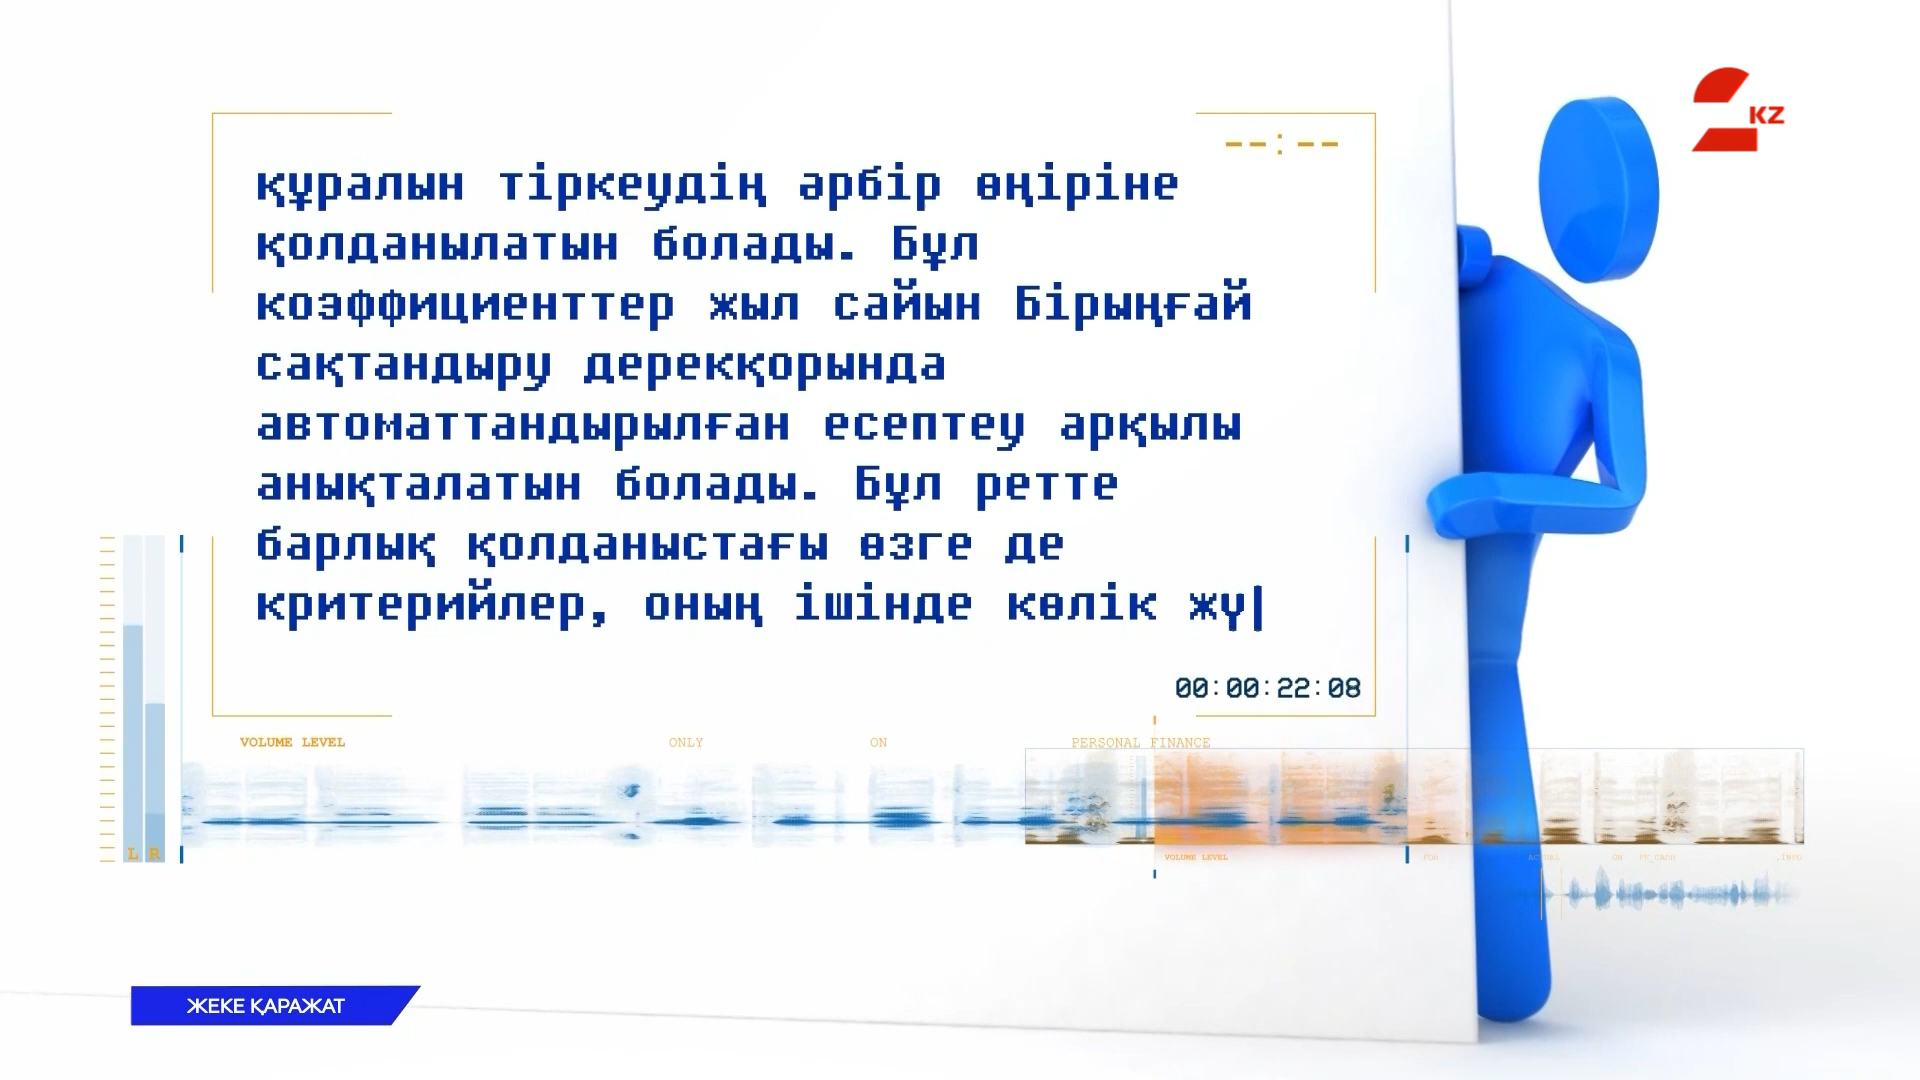 KZ
--:--
құралын тіркеудің әрбір өңіріне
қолданылатын болады. Бұл
коэффициенттер жыл сайын Бірыңғай
сақтандыру дерекқорында
автоматтандырылған есептеу арқылы
анықталатын болады. Бұл ретте
барлық қолданыстағы өзге де
критерийлер, оның ішінде көлік жү|
00:00:22:08
VOLUME LEVEL ONLY ON PERSONAL FINANCE
L R
VOLUME LEVEL
ЖЕКЕ ҚАРАЖАТ